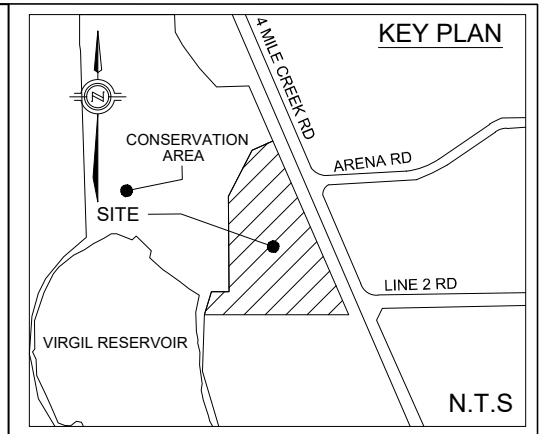 KEY PLAN
4 MILE CREEK RD
N
CONSERVATION
AREA
ARENA RD
SITE
LINE 2 RD
VIRGIL RESERVOIR
N.T.S